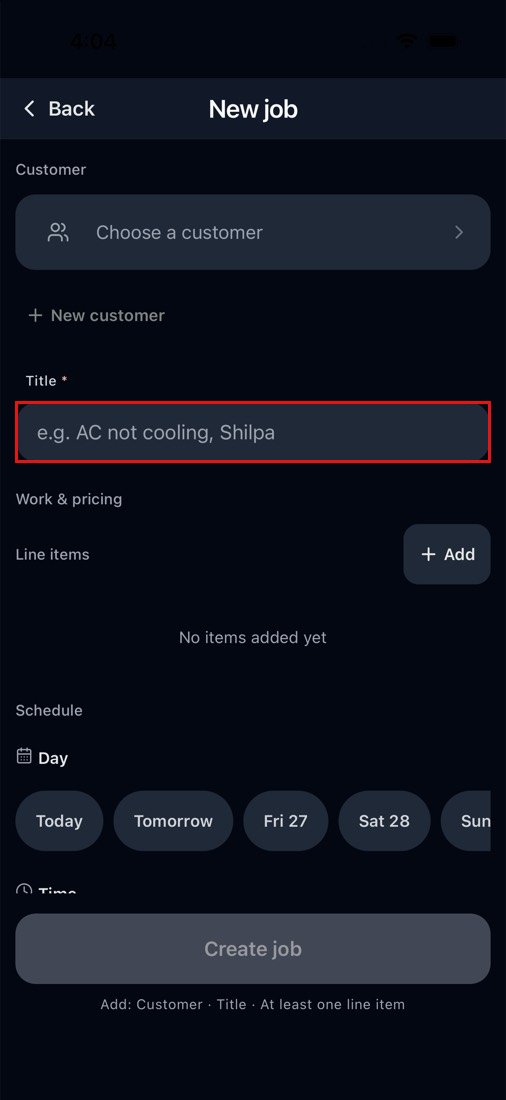 4:04
Back
New job
Customer
Choose a customer
+ New customer
Title *
e.g. AC not cooling, Shilpa
Work & pricing
Line items
+ Add
No items added yet
Schedule
Day
Today Tomorrow Fri 27 Sat 28 Sun
Time
Create job
Add: Customer · Title · At least one line item